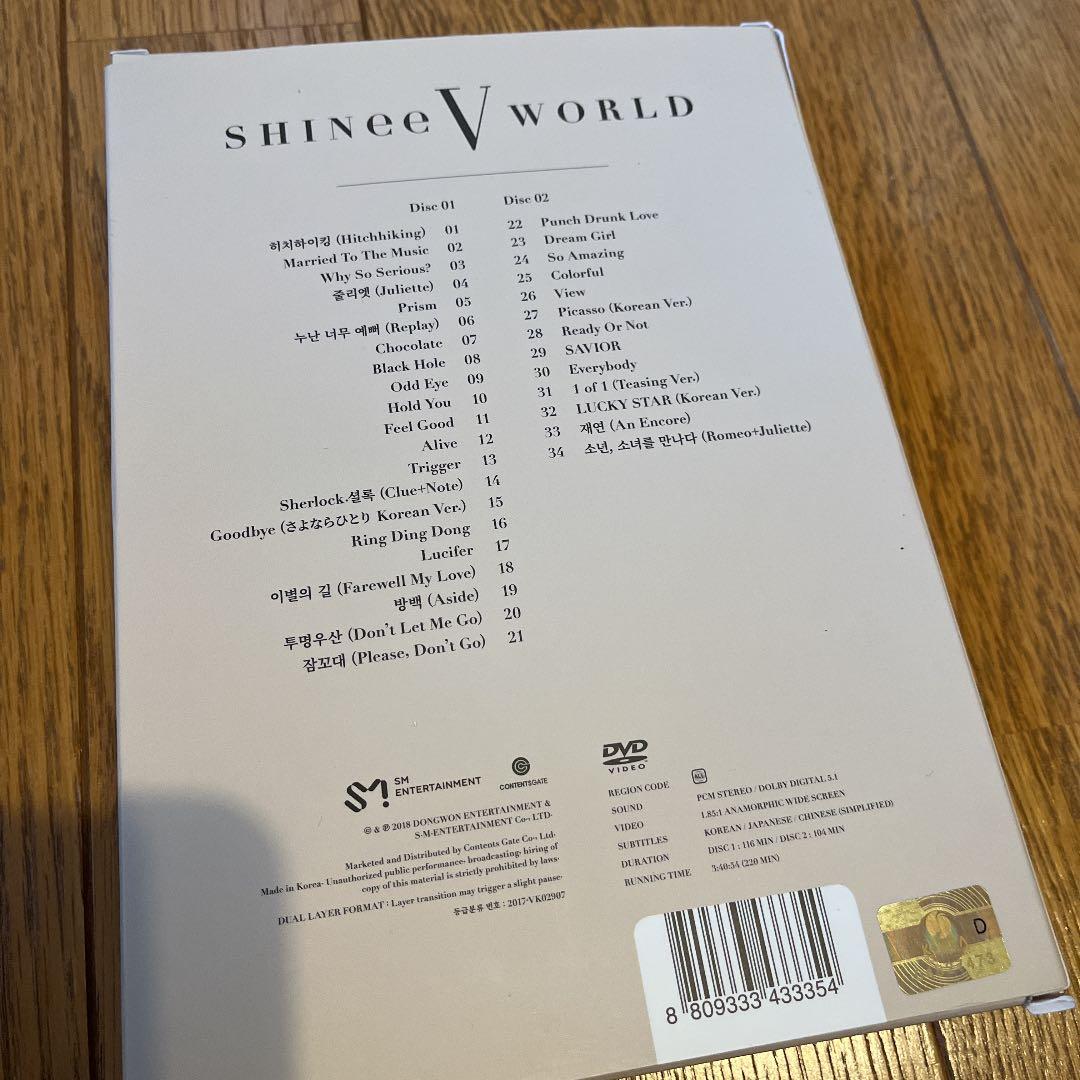 SHINee V WORLD
Disc 01
히치하이킹 (Hitchhiking) 01
Married To The Music 02
Why So Serious? 03
줄리엣 (Juliette) 04
Prism 05
누난 너무 예뻐 (Replay) 06
Chocolate 07
Black Hole 08
Odd Eye 09
Hold You 10
Feel Good 11
Alive 12
Trigger 13
Sherlock·셜록 (Clue+Note) 14
Goodbye (さよならひとり Korean Ver.) 15
Ring Ding Dong 16
Lucifer 17
이별의 길 (Farewell My Love) 18
방백 (Aside) 19
투명우산 (Don't Let Me Go) 20
잠꼬대 (Please, Don't Go) 21
Disc 02
22 Punch Drunk Love
23 Dream Girl
24 So Amazing
25 Colorful
26 View
27 Picasso (Korean Ver.)
28 Ready Or Not
29 SAVIOR
30 Everybody
31 1 of 1 (Teasing Ver.)
32 LUCKY STAR (Korean Ver.)
33 재연 (An Encore)
34 소년, 소녀를 만나다 (Romeo+Juliette)
SM! SM
ENTERTAINMENT
CONTENTSGATE
© & ℗ 2018 DONGWON ENTERTAINMENT &
S·M·ENTERTAINMENT Co., LTD.
Marketed and Distributed by Contents Gate Co., Ltd.
Made in Korea. Unauthorized public performance, broadcasting, hiring of
copy of this material is strictly prohibited by laws.
DUAL LAYER FORMAT : Layer transition may trigger a slight pause.
등급분류 번호 : 2017-VK02907
DVD
VIDEO
REGION CODE ALL
SOUND PCM STEREO / DOLBY DIGITAL 5.1
VIDEO 1.85:1 ANAMORPHIC WIDE SCREEN
SUBTITLES KOREAN / JAPANESE / CHINESE (SIMPLIFIED)
DURATION DISC 1 : 116 MIN / DISC 2 : 104 MIN
RUNNING TIME 3:40:54 (220 MIN)
8 809333 433354
D
473